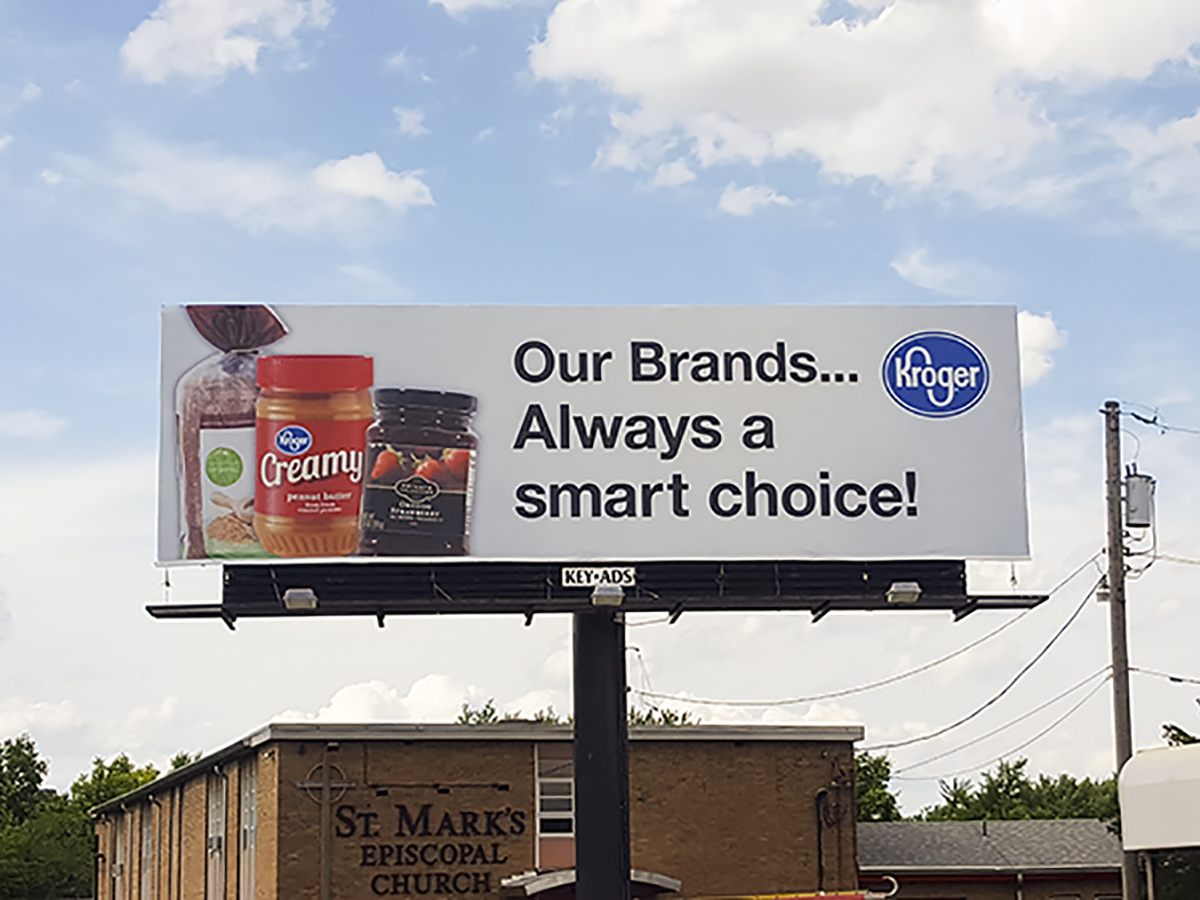 Our Brands...
Always a
smart choice!
Kroger
Kroger
Creamy
peanut butter
KEY•ADS
ST. MARK'S
EPISCOPAL
CHURCH